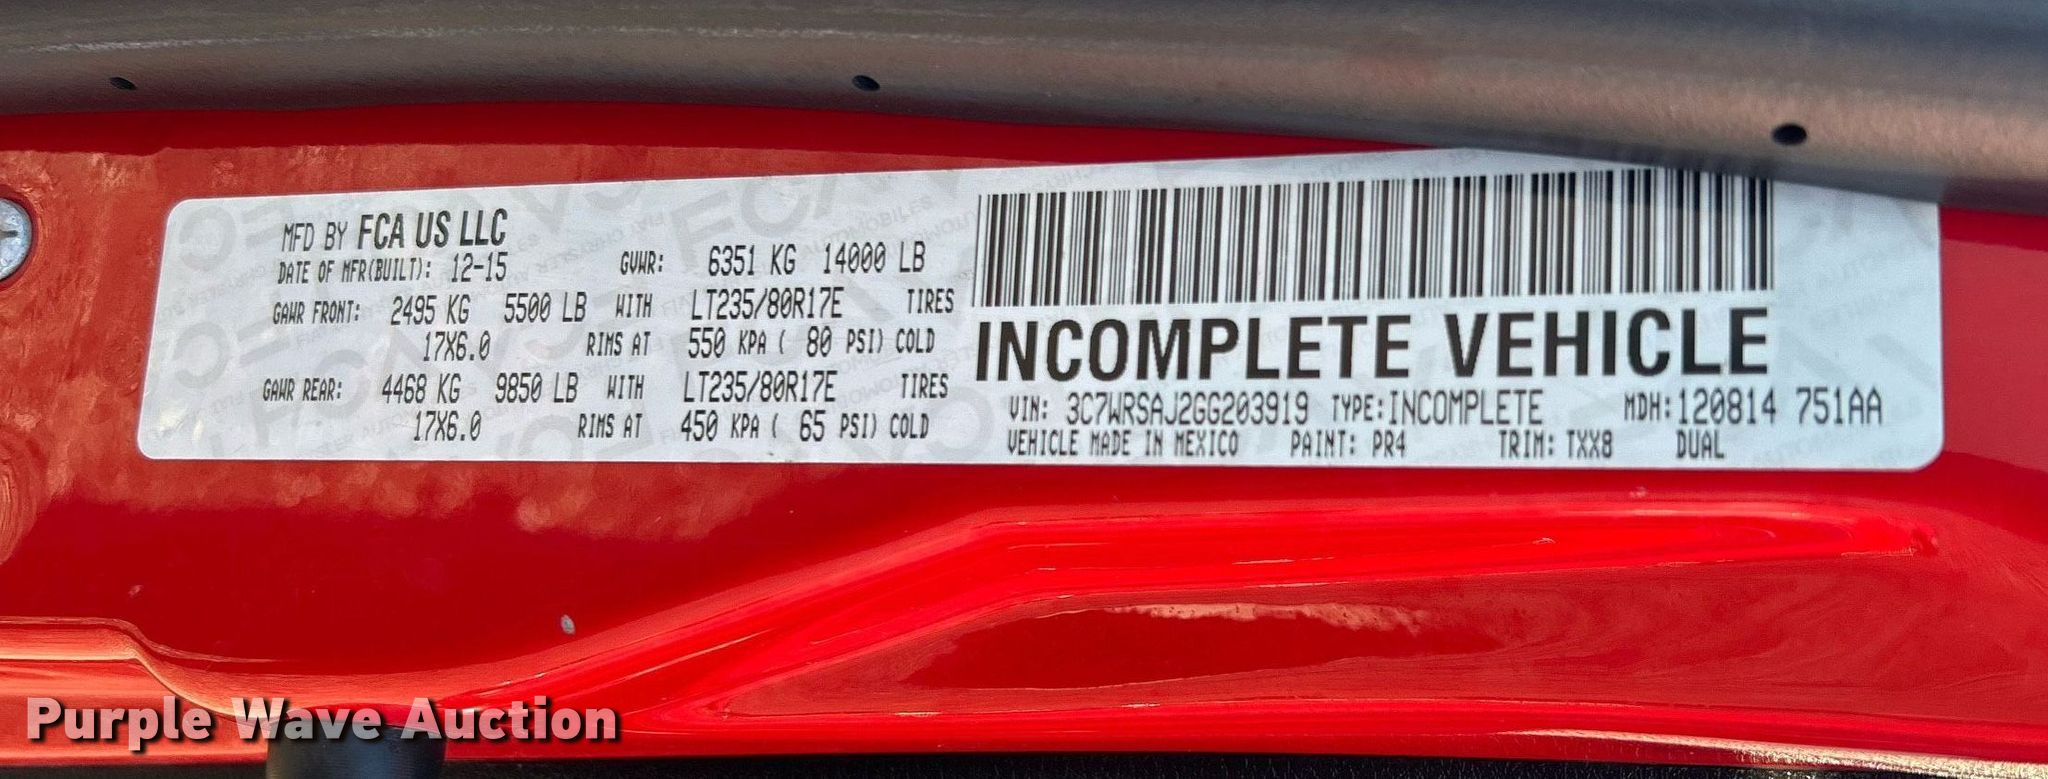 MFD BY FCA US LLC
DATE OF MFR(BUILT): 12-15 GVWR: 6351 KG 14000 LB
GAWR FRONT: 2495 KG 5500 LB WITH LT235/80R17E TIRES
17X6.0 RIMS AT 550 KPA ( 80 PSI) COLD
GAWR REAR: 4468 KG 9850 LB WITH LT235/80R17E TIRES
17X6.0 RIMS AT 450 KPA ( 65 PSI) COLD
INCOMPLETE VEHICLE
VIN: 3C7WRSAJ2GG203919 TYPE:INCOMPLETE MDH:120814 751AA
VEHICLE MADE IN MEXICO PAINT: PR4 TRIM: TXX8 DUAL
Purple Wave Auction